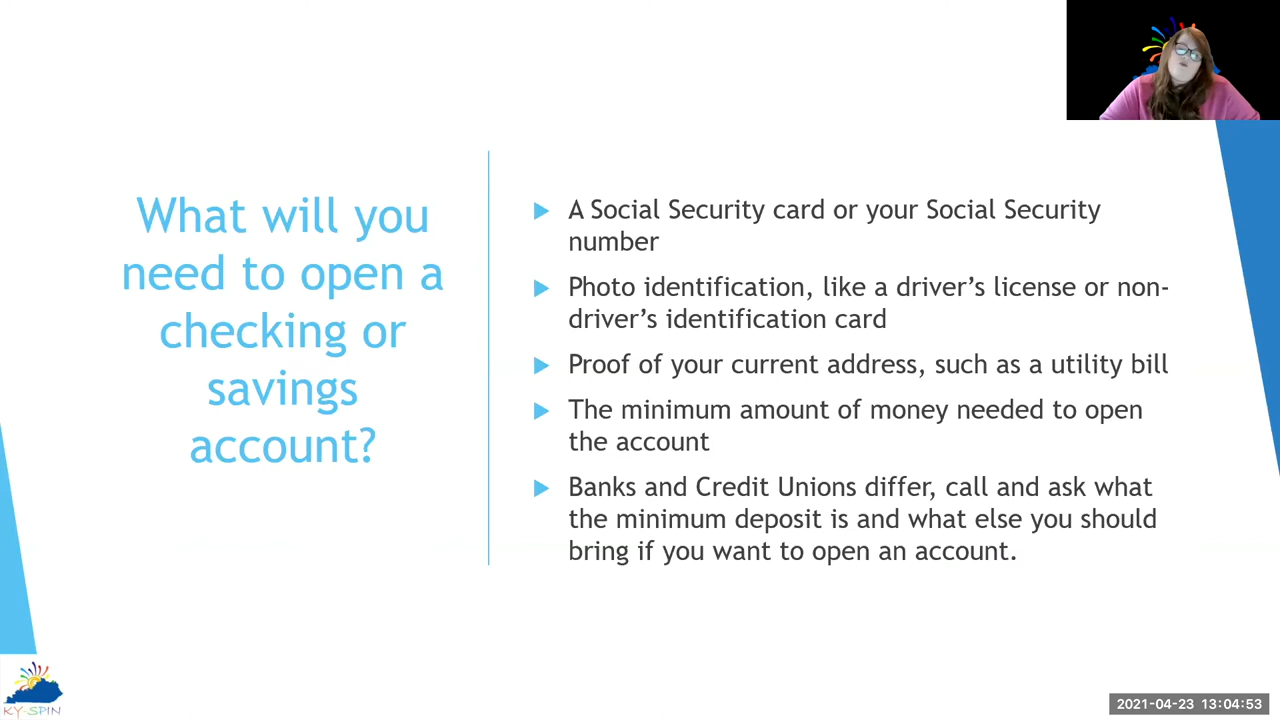 What will you
need to open a
checking or
savings
account?
A Social Security card or your Social Security
number
Photo identification, like a driver’s license or non-
driver’s identification card
Proof of your current address, such as a utility bill
The minimum amount of money needed to open
the account
Banks and Credit Unions differ, call and ask what
the minimum deposit is and what else you should
bring if you want to open an account.
KY-SPIN
2021-04-23 13:04:53